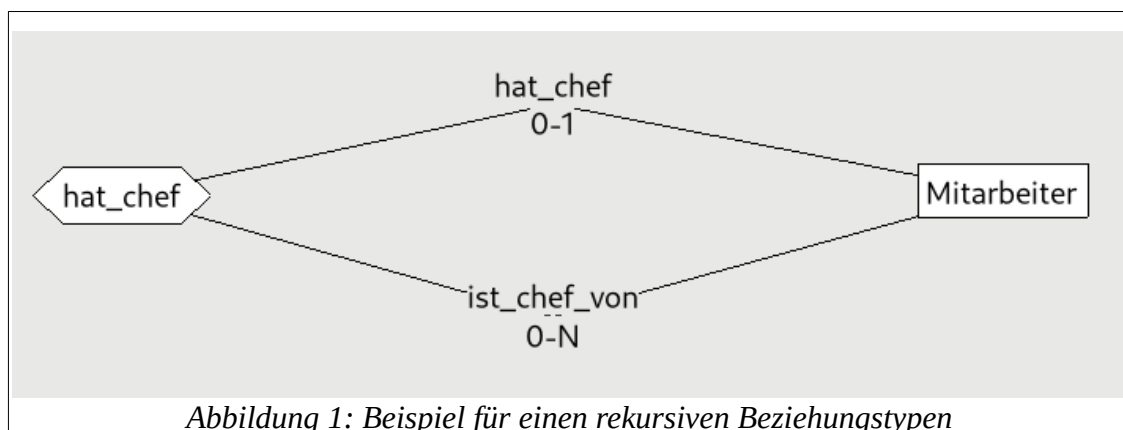 hat_chef
0-1
hat_chef
Mitarbeiter
ist_chef_von
0-N
Abbildung 1: Beispiel für einen rekursiven Beziehungstypen